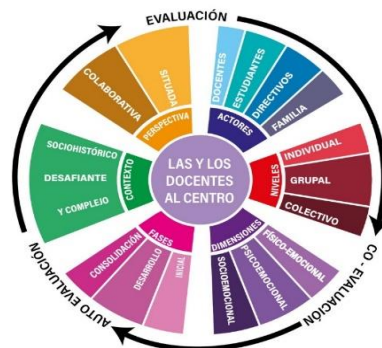 EVALUACIÓN
COLABORATIVA
SITUADA
PERSPECTIVA
DOCENTES
ESTUDIANTES
DIRECTIVOS
FAMILIA
ACTORES
SOCIOHISTÓRICO
DESAFIANTE
Y COMPLEJO
CONTEXTO
LAS Y LOS
DOCENTES
AL CENTRO
NIVELES
INDIVIDUAL
GRUPAL
COLECTIVO
FASES
CONSOLIDACIÓN
DESARROLLO
INICIAL
DIMENSIONES
SOCIOEMOCIONAL
PSICOEMOCIONAL
FÍSICO-EMOCIONAL
AUTO EVALUACIÓN
CO - EVALUACIÓN